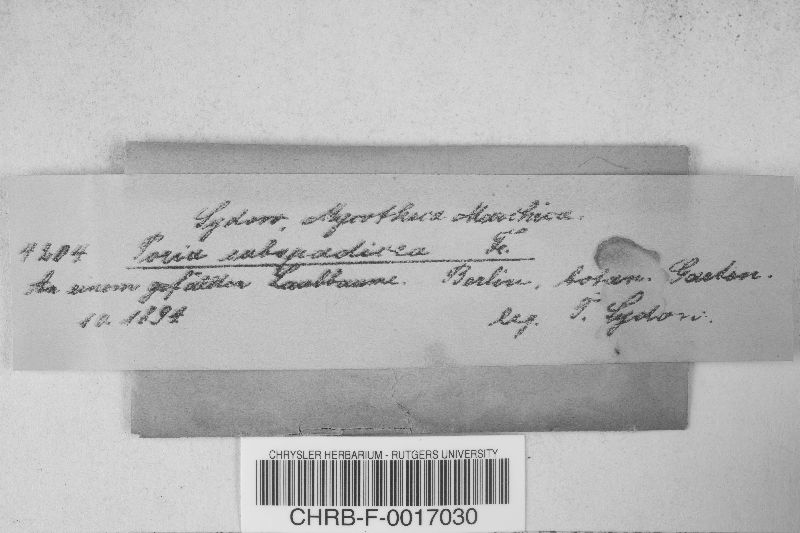 Sydow, Mycotheca Marchica.
4204 Poria subspadicea Fr.
An einem gefällten Laubbaume. Berlin, botan. Garten.
10. 1894 leg. P. Sydow.
CHRYSLER HERBARIUM - RUTGERS UNIVERSITY
CHRB-F-0017030